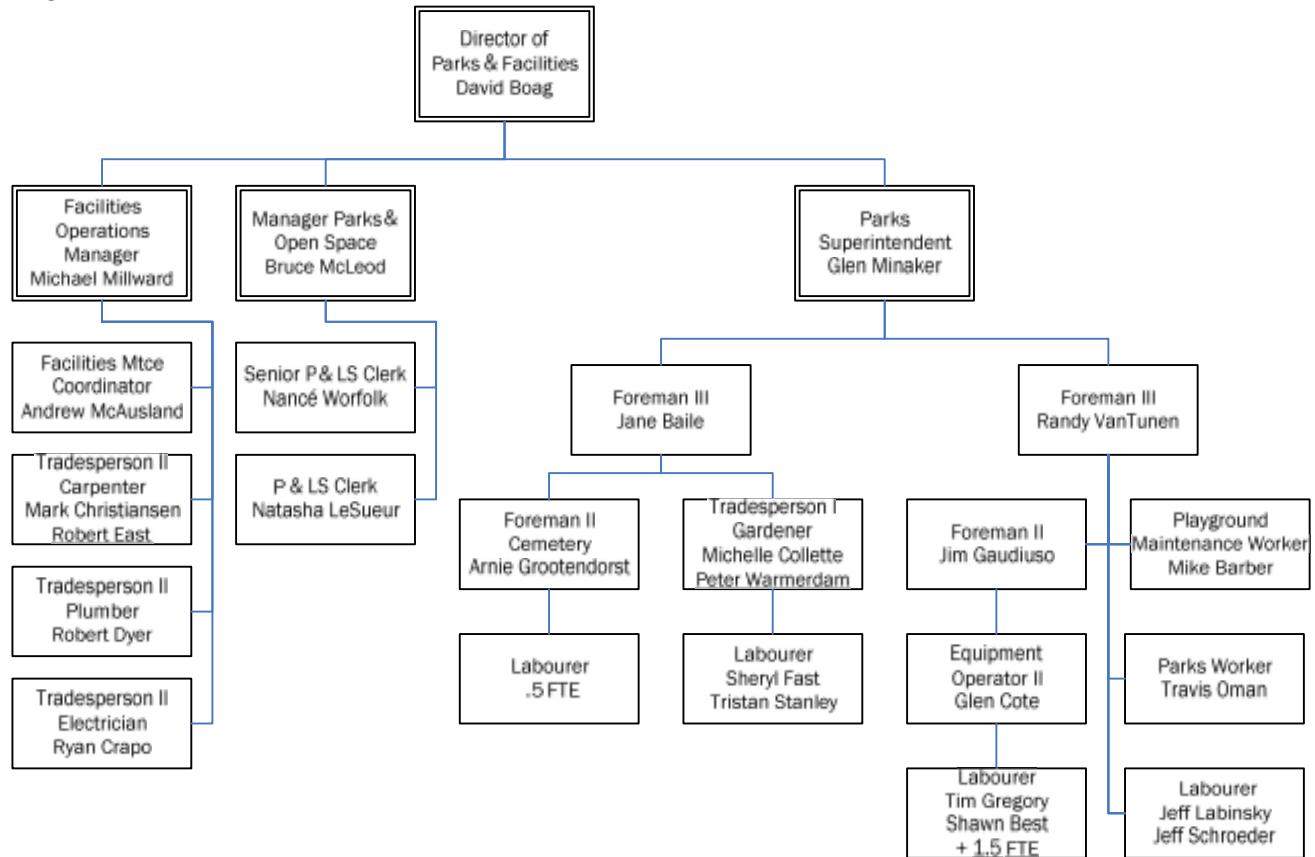 Director of
Parks & Facilities
David Boag
Facilities
Operations
Manager
Michael Millward
Manager Parks &
Open Space
Bruce McLeod
Parks
Superintendent
Glen Minaker
Facilities Mtce
Coordinator
Andrew McAusland
Senior P & LS Clerk
Nancé Worfolk
Foreman III
Jane Baile
Foreman III
Randy VanTunen
Tradesperson II
Carpenter
Mark Christiansen
Robert East
P & LS Clerk
Natasha LeSueur
Foreman II
Cemetery
Arnie Grootendorst
Tradesperson I
Gardener
Michelle Collette
Peter Warmerdam
Foreman II
Jim Gaudiuso
Playground
Maintenance Worker
Mike Barber
Tradesperson II
Plumber
Robert Dyer
Labourer
.5 FTE
Labourer
Sheryl Fast
Tristan Stanley
Equipment
Operator II
Glen Cote
Parks Worker
Travis Oman
Tradesperson II
Electrician
Ryan Crapo
Labourer
Tim Gregory
Shawn Best
+ 1.5 FTE
Labourer
Jeff Labinsky
Jeff Schroeder